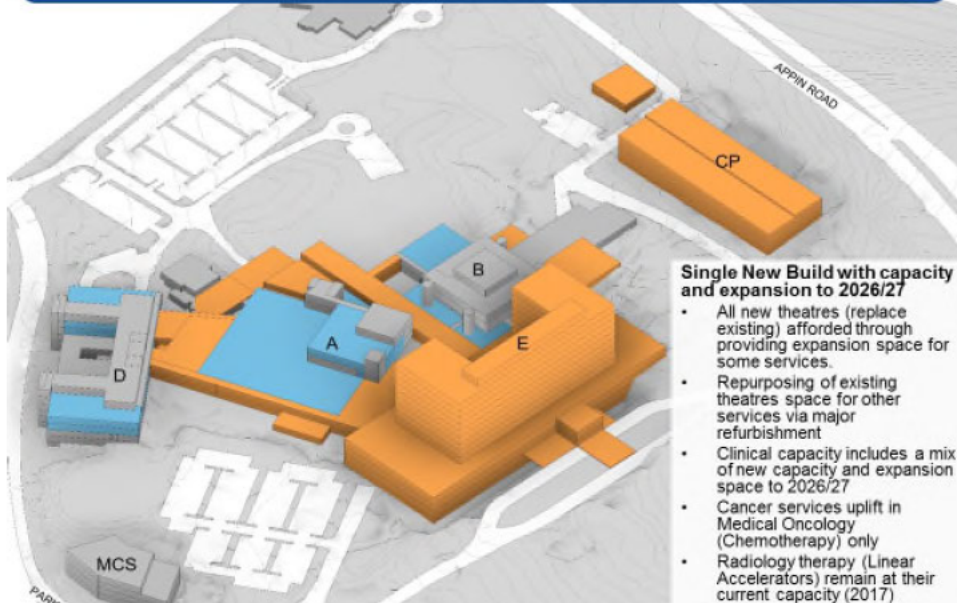 APPIN ROAD
CP
B
A
E
D
MCS
Single New Build with capacity
and expansion to 2026/27
• All new theatres (replace
existing) afforded through
providing expansion space for
some services.
• Repurposing of existing
theatres space for other
services via major
refurbishment
• Clinical capacity includes a mix
of new capacity and expansion
space to 2026/27
• Cancer services uplift in
Medical Oncology
(Chemotherapy) only
• Radiology therapy (Linear
Accelerators) remain at their
current capacity (2017)